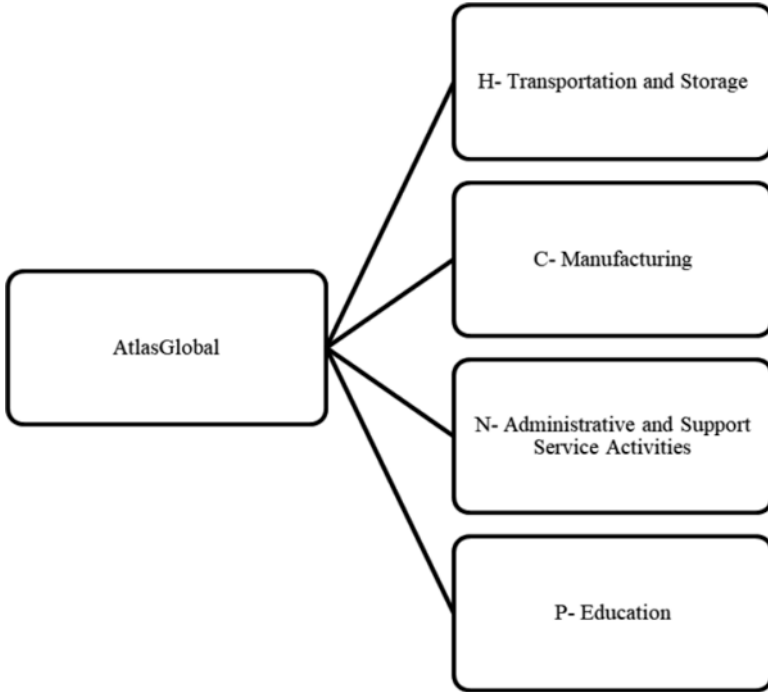 H- Transportation and Storage
C- Manufacturing
AtlasGlobal
N- Administrative and Support
Service Activities
P- Education